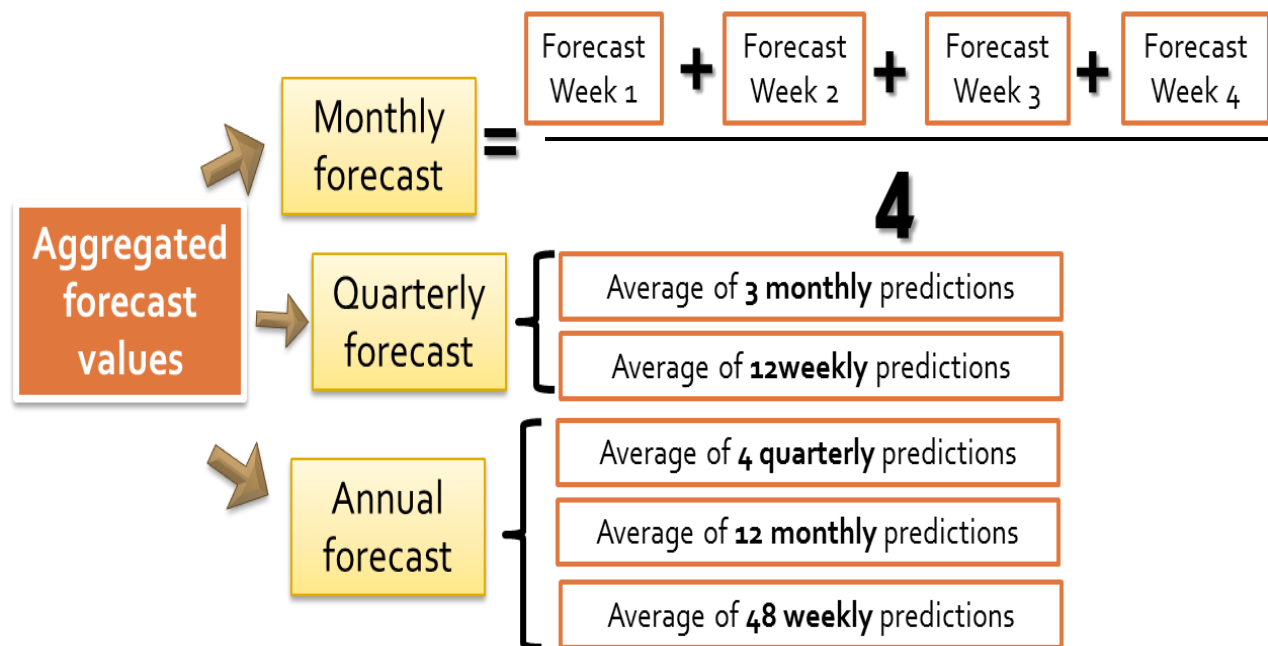 Forecast
Week 1
+
Forecast
Week 2
+
Forecast
Week 3
+
Forecast
Week 4
Monthly
forecast
=
4
Aggregated
forecast
values
Quarterly
forecast
Average of 3 monthly predictions
Average of 12weekly predictions
Annual
forecast
Average of 4 quarterly predictions
Average of 12 monthly predictions
Average of 48 weekly predictions